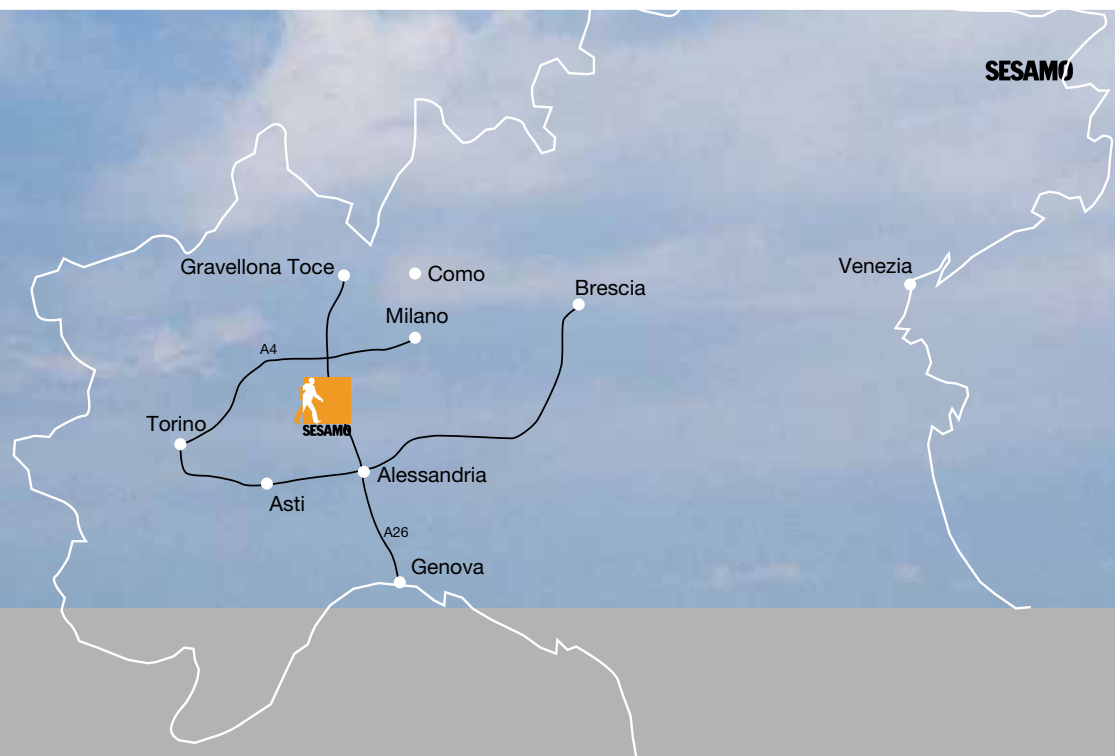 SESAMO
Gravellona Toce
Como
Venezia
Brescia
Milano
A4
SESAMO
Torino
Alessandria
Asti
A26
Genova